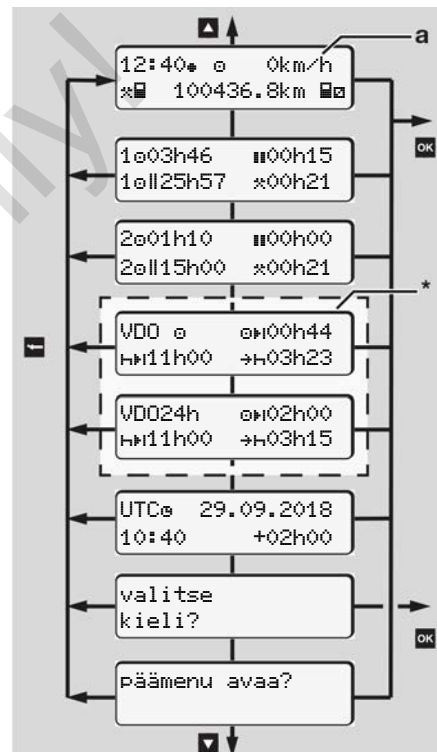 a
12:40 0km/h
100436.8km
OK
1 03h46 00h15
1 25h57 00h21
2 01h10 00h00
2 15h00 00h21
*
VDO 00h44
11h00 03h23
VDO24h 02h00
11h00 03h15
UTC 29.09.2018
10:40 +02h00
valitse
kieli?
OK
päämenu avaa?